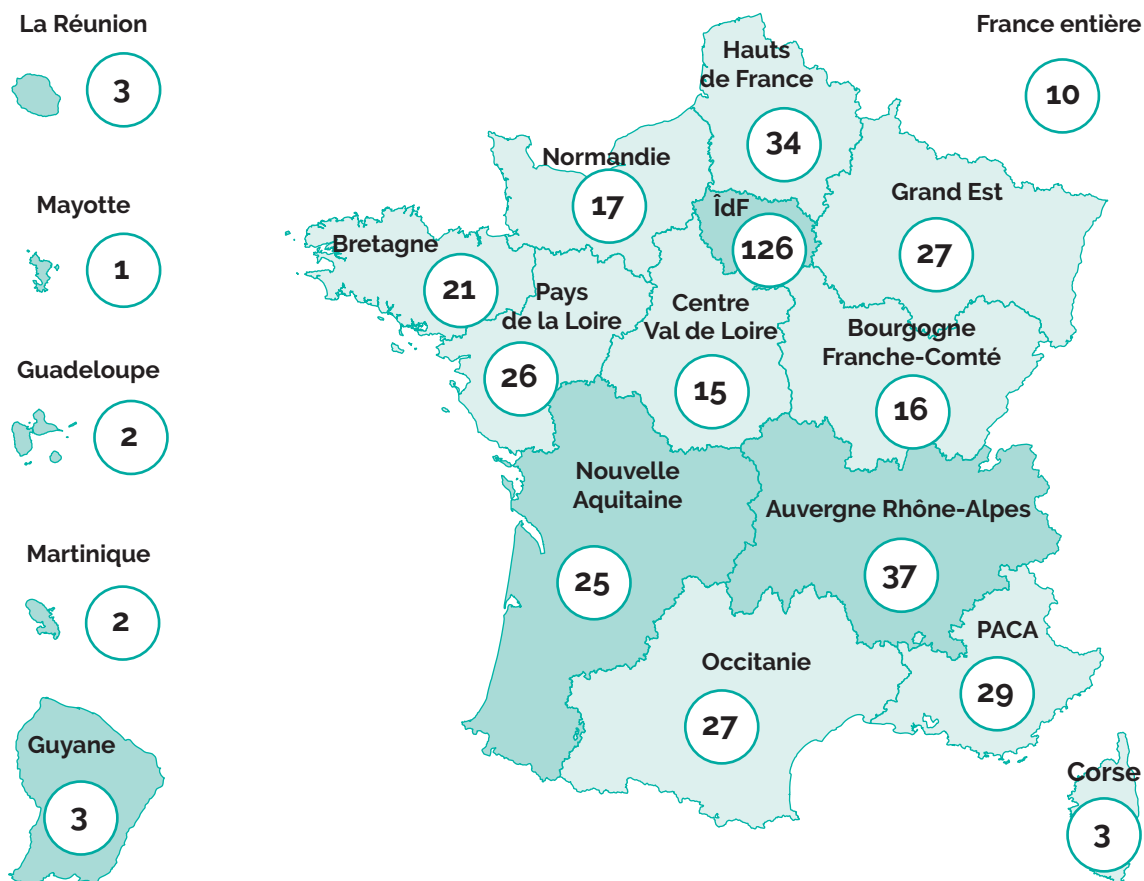 La Réunion
3
Mayotte
1
Guadeloupe
2
Martinique
2
Guyane
3
France entière
10
Hauts
de France
34
Normandie
17
ÎdF
126
Grand Est
27
Bretagne
21
Pays
de la Loire
26
Centre
Val de Loire
15
Bourgogne
Franche-Comté
16
Nouvelle
Aquitaine
25
Auvergne Rhône-Alpes
37
Occitanie
27
PACA
29
Corse
3